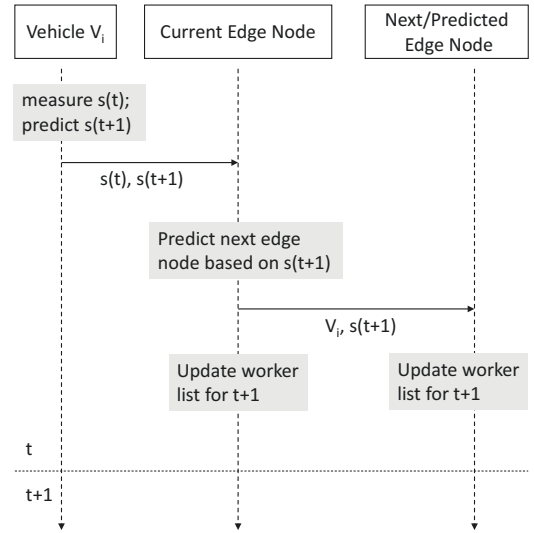 Vehicle Vᵢ
Current Edge Node
Next/Predicted
Edge Node
measure s(t);
predict s(t+1)
s(t), s(t+1)
Predict next edge
node based on s(t+1)
Vᵢ, s(t+1)
Update worker
list for t+1
Update worker
list for t+1
t
t+1